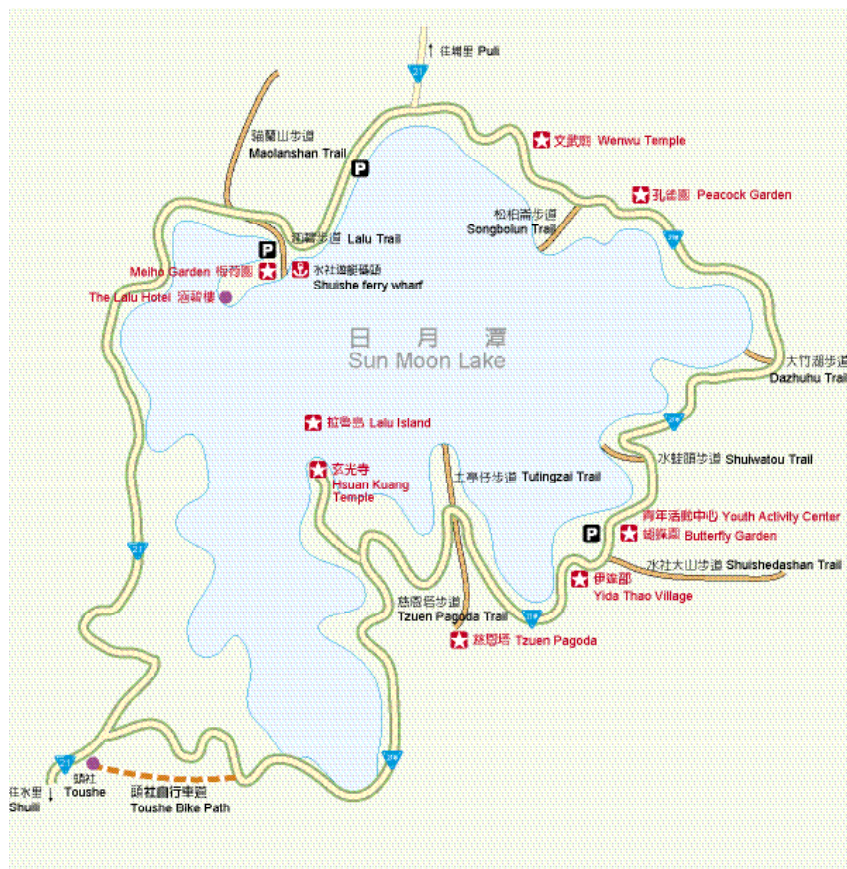 ↑ 往埔里 Puli
21
貓蘭山步道
Maolanshan Trail
P
文武廟 Wenwu Temple
孔雀園 Peacock Garden
松柏崙步道
Songbolun Trail
涵碧步道 Lalu Trail
P
Meiho Garden 梅荷園
水社遊艇碼頭
Shuishe ferry wharf
The Lalu Hotel 涵碧樓
日月潭
Sun Moon Lake
大竹湖步道
Dazhuhu Trail
拉魯島 Lalu Island
玄光寺
Hsuan Kuang
Temple
土亭仔步道 Tutingzai Trail
水蛙頭步道 Shuiwatou Trail
青年活動中心 Youth Activity Center
P
蝴蝶園 Butterfly Garden
水社大山步道 Shuishedashan Trail
21
伊達邵
Yida Thao Village
慈恩塔步道
Tzuen Pagoda Trail
慈恩塔 Tzuen Pagoda
21
頭社
Toushe
頭社自行車道
Toushe Bike Path
往水里
Shuili ↓